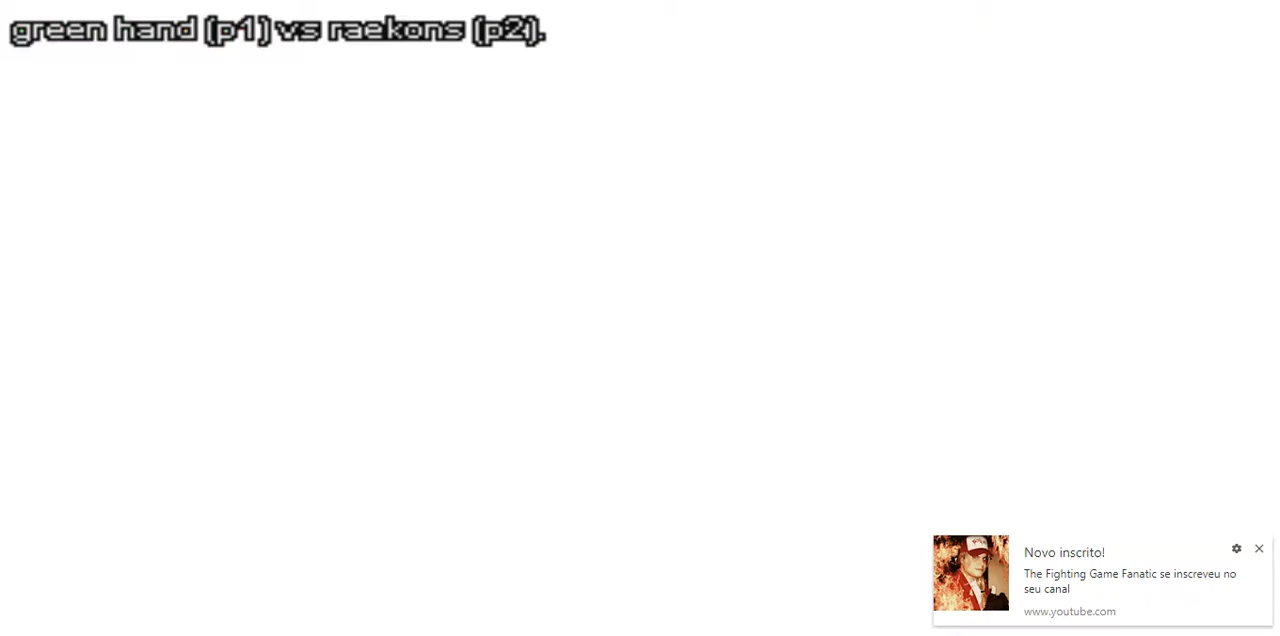 green hand (p1) vs raekons (p2).
Novo inscrito!
The Fighting Game Fanatic se inscreveu no
seu canal
www.youtube.com